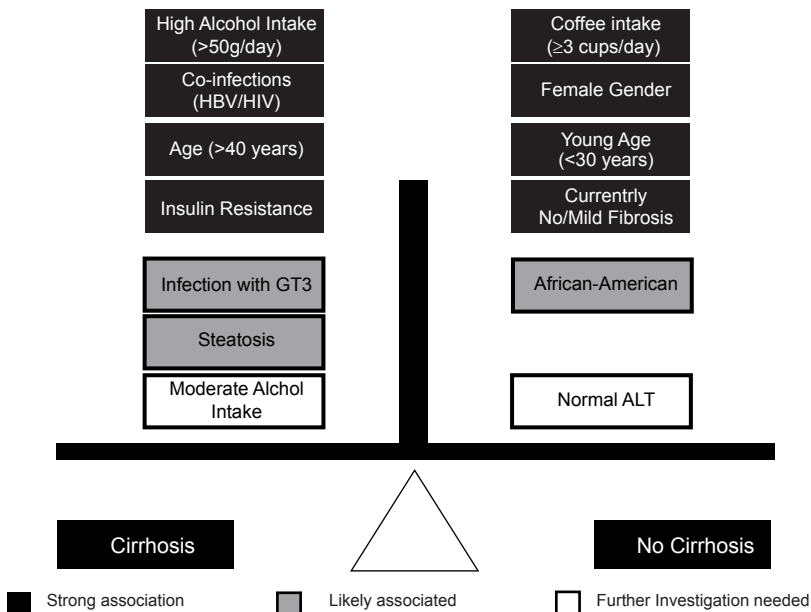 High Alcohol Intake
(>50g/day)
Co-infections
(HBV/HIV)
Age (>40 years)
Insulin Resistance
Infection with GT3
Steatosis
Moderate Alchol
Intake
Coffee intake
(≥3 cups/day)
Female Gender
Young Age
(<30 years)
Currentrly
No/Mild Fibrosis
African-American
Normal ALT
Cirrhosis
No Cirrhosis
Strong association
Likely associated
Further Investigation needed